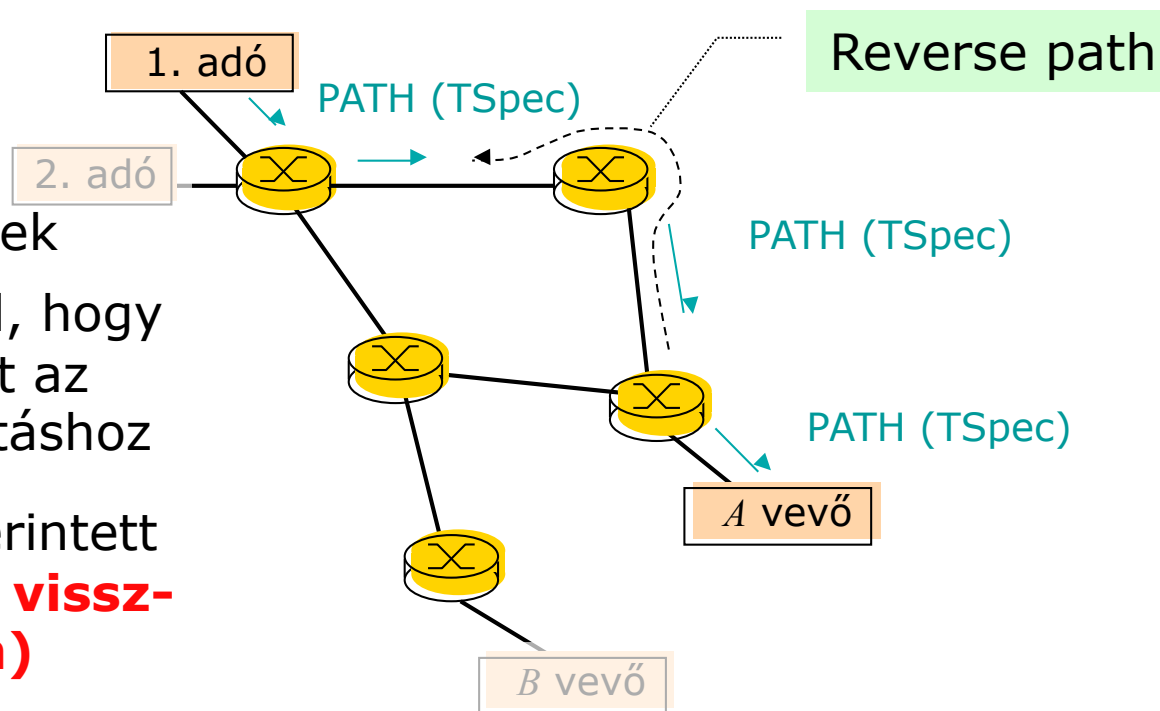 1. adó
Reverse path
PATH (TSpec)
2. adó
ek
PATH (TSpec)
, hogy
t az
táshoz
PATH (TSpec)
A vevő
rintett
vissz-
)
B vevő